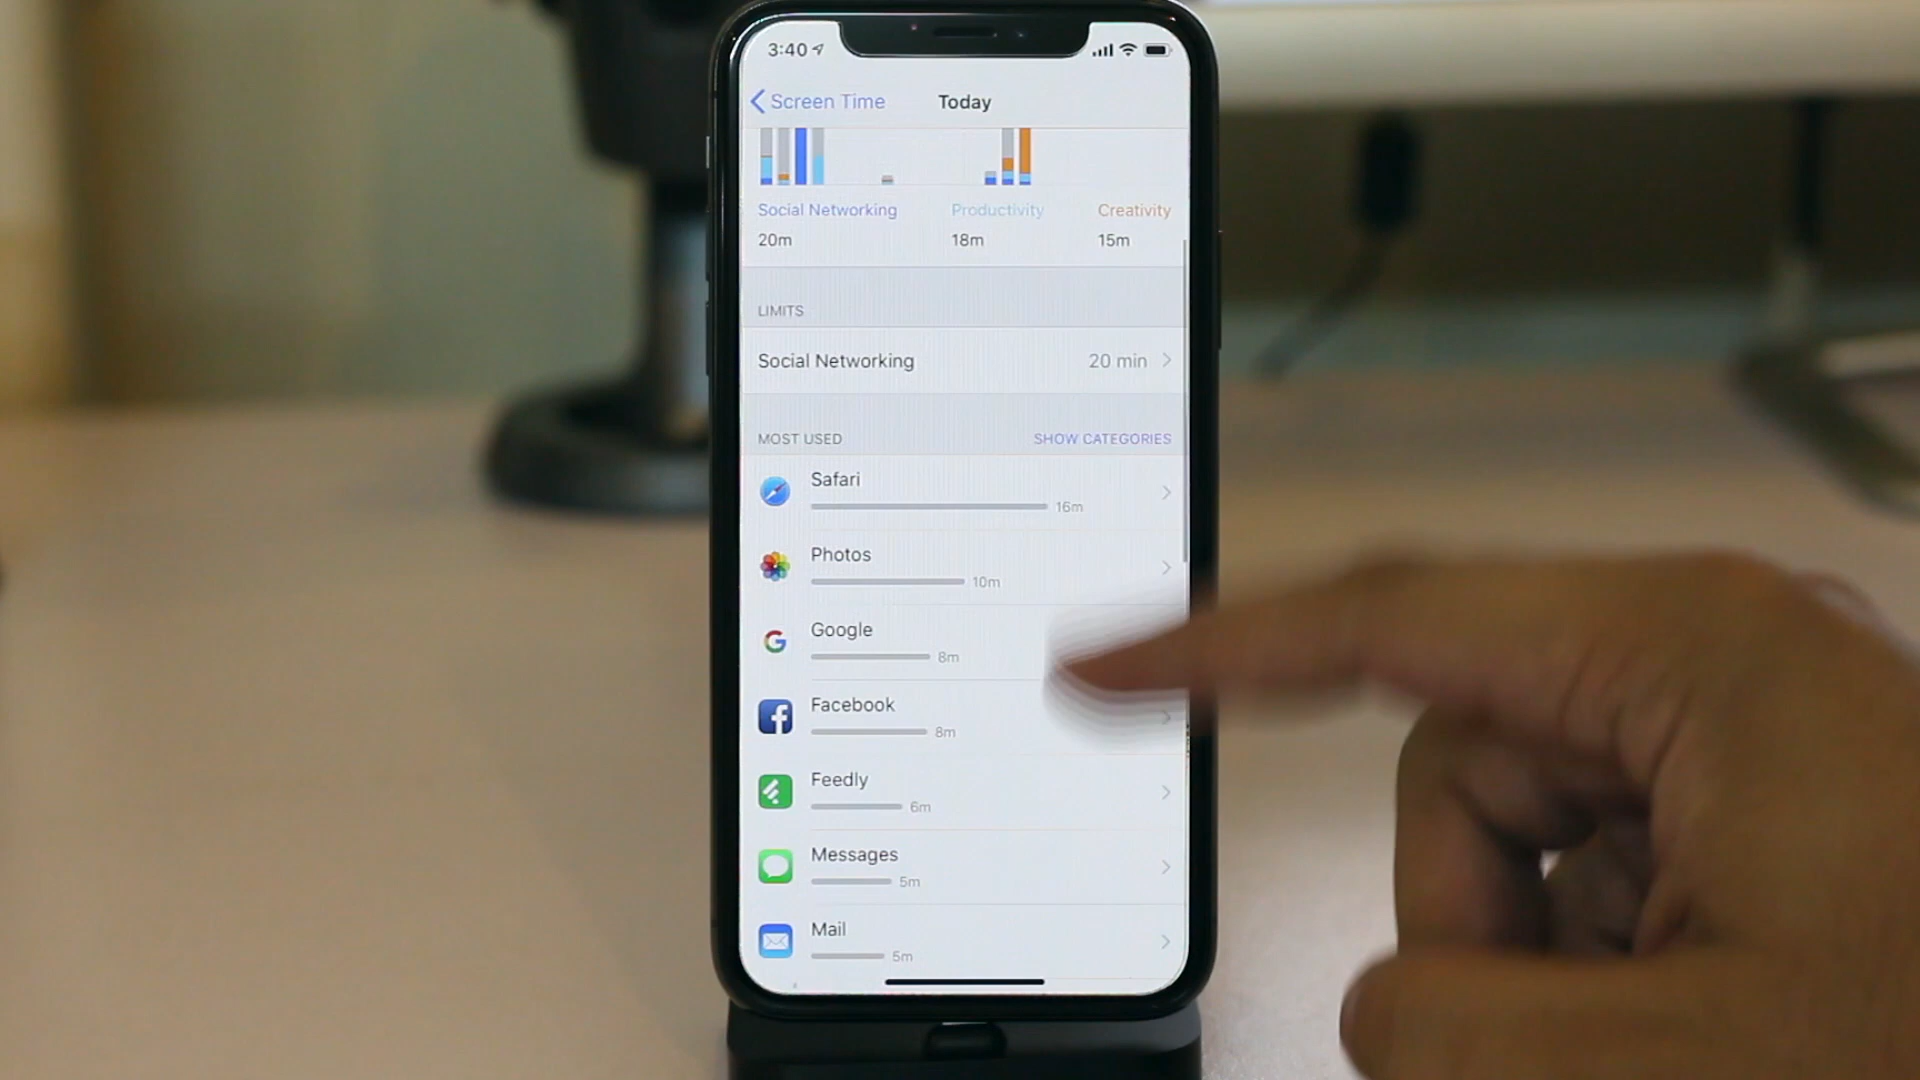 3:40
Screen Time
Today
Social Networking
Productivity
Creativity
20m
18m
15m
LIMITS
Social Networking
20 min
MOST USED
SHOW CATEGORIES
Safari
16m
Photos
10m
Google
8m
Facebook
8m
Feedly
6m
Messages
5m
Mail
5m